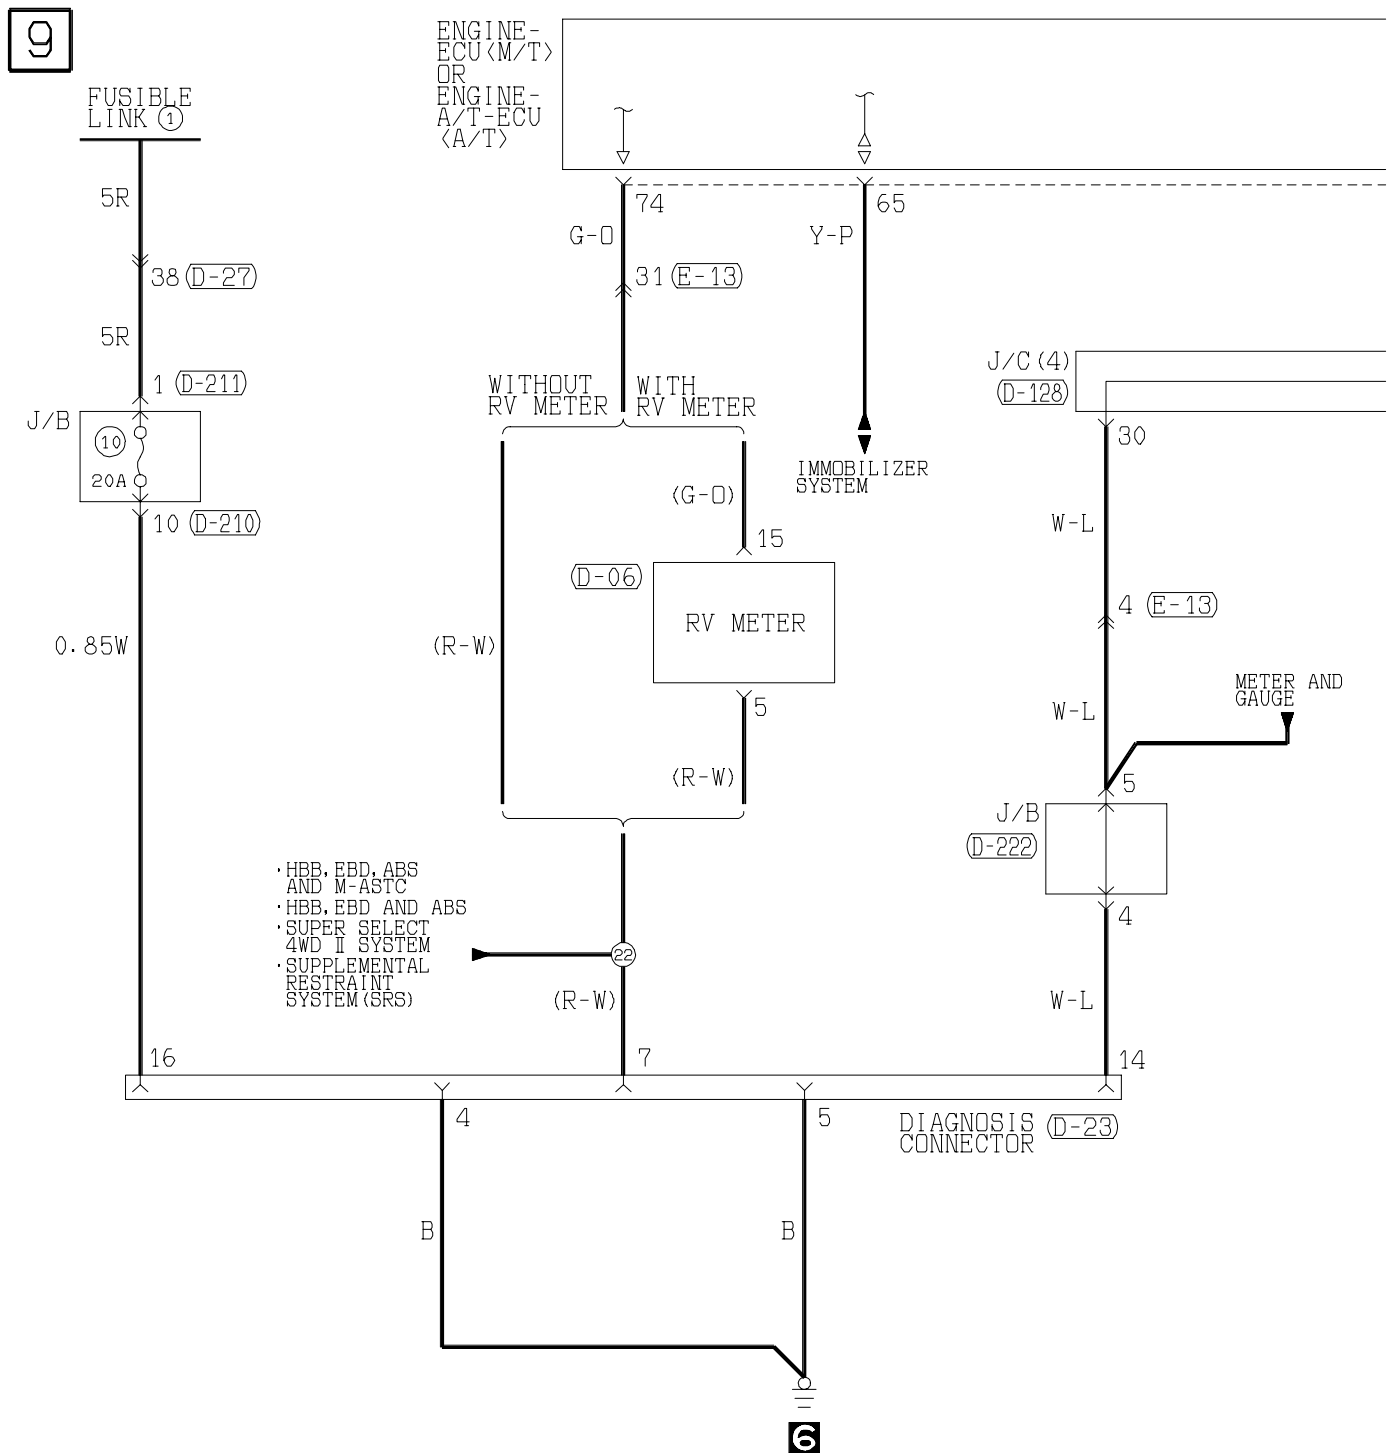 9
ENGINE-
ECU<M/T>
OR
ENGINE-
A/T-ECU
<A/T>
FUSIBLE
LINK ①
5R
74
65
G-O
Y-P
38 (D-27)
31 (E-13)
5R
J/C(4)
(D-128)
1 (D-211)
WITHOUT
RV METER
WITH
RV METER
J/B
10
20A
30
IMMOBILIZER
SYSTEM
(G-O)
10 (D-210)
W-L
15
(D-06)
RV METER
4 (E-13)
0.85W
(R-W)
METER AND
GAUGE
5
W-L
(R-W)
5
J/B
(D-222)
·HBB,EBD,ABS
AND M-ASTC
·HBB,EBD AND ABS
·SUPER SELECT
4WD Ⅱ SYSTEM
·SUPPLEMENTAL
RESTRAINT
SYSTEM(SRS)
4
22
(R-W)
W-L
16
7
14
4
5
DIAGNOSIS
CONNECTOR
(D-23)
B
B
6